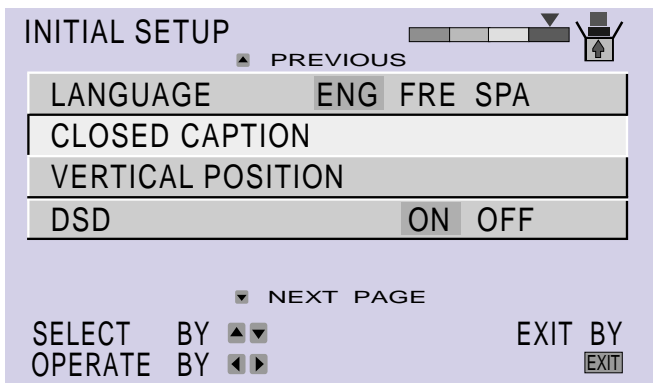 INITIAL SETUP
PREVIOUS
LANGUAGE ENG FRE SPA
CLOSED CAPTION
VERTICAL POSITION
DSD ON OFF
NEXT PAGE
SELECT BY EXIT BY
OPERATE BY EXIT